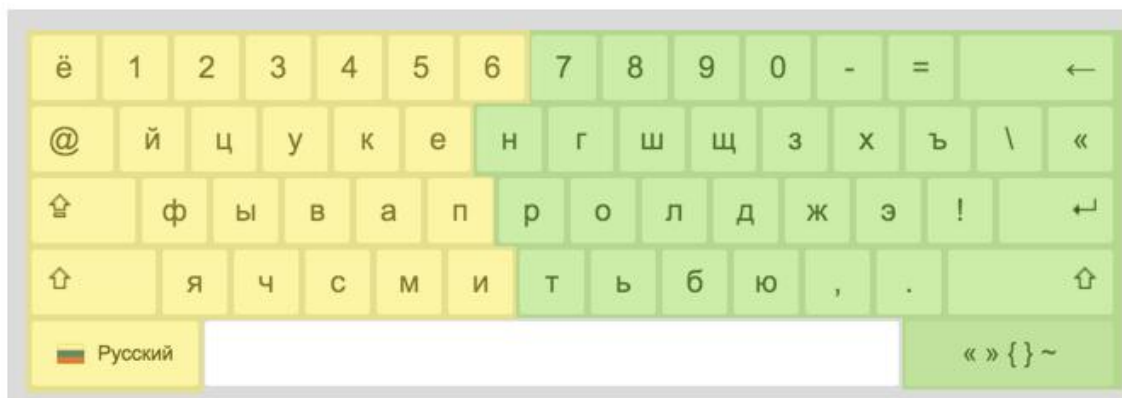 ё 1 2 3 4 5 6 7 8 9 0 - = ←
@ й ц у к е н г ш щ з х ъ \ «
ф ы в а п р о л д ж э !
я ч с м и т ь б ю , .
Русский « » { } ~